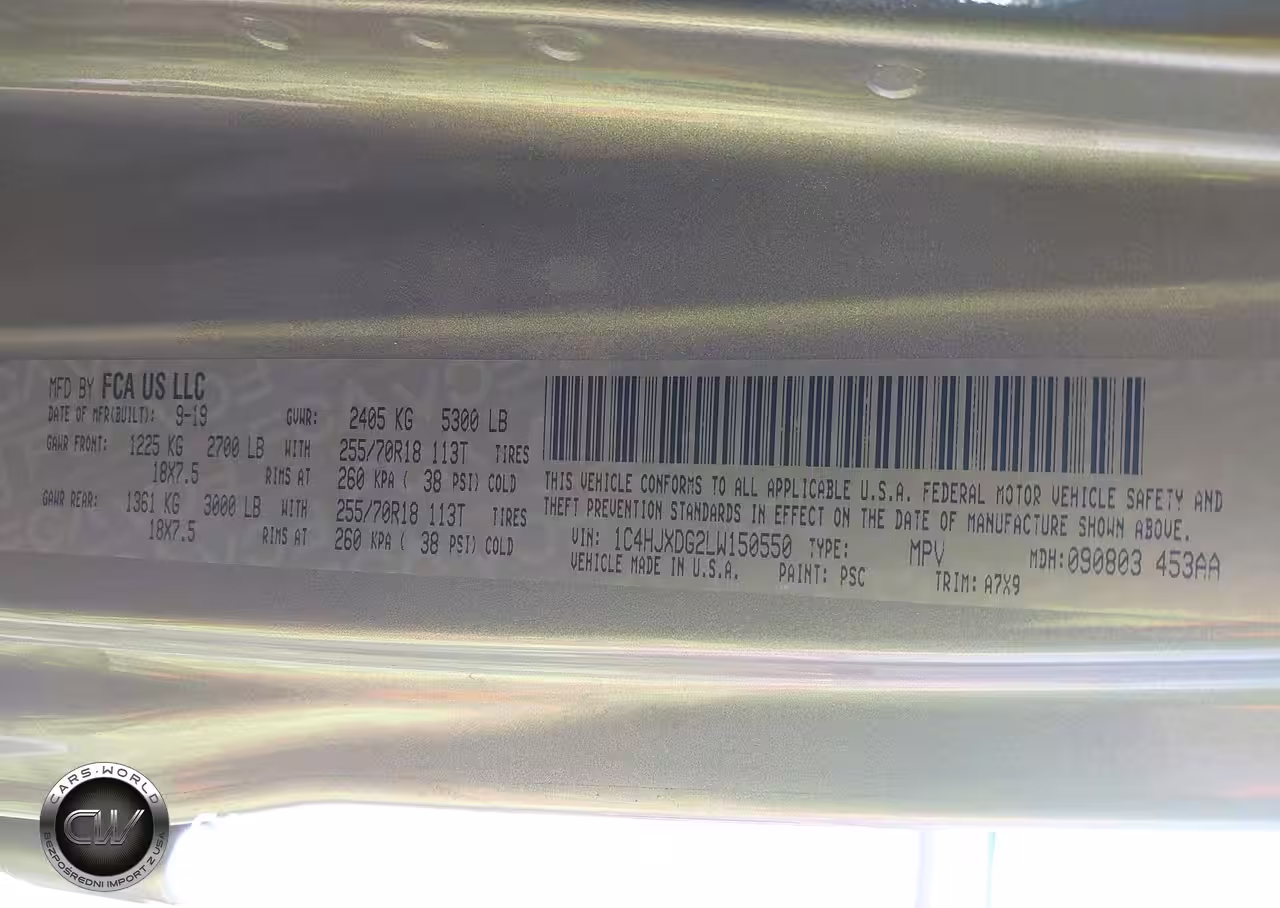 MFD BY FCA US LLC
DATE OF MFR(BUILT): 9-19 GVWR: 2405 KG 5300 LB
GAWR FRONT: 1225 KG 2700 LB WITH 255/70R18 113T TIRES
18X7.5 RIMS AT 260 KPA ( 38 PSI) COLD
GAWR REAR: 1361 KG 3000 LB WITH 255/70R18 113T TIRES
18X7.5 RIMS AT 260 KPA ( 38 PSI) COLD
THIS VEHICLE CONFORMS TO ALL APPLICABLE U.S.A. FEDERAL MOTOR VEHICLE SAFETY AND
THEFT PREVENTION STANDARDS IN EFFECT ON THE DATE OF MANUFACTURE SHOWN ABOVE.
VIN: 1C4HJXDG2LW150550 TYPE: MPV MDH:090803 453AA
VEHICLE MADE IN U.S.A. PAINT: PSC TRIM: A7X9
CARS-WORLD
CW
BEZPOŚREDNI IMPORT Z USA